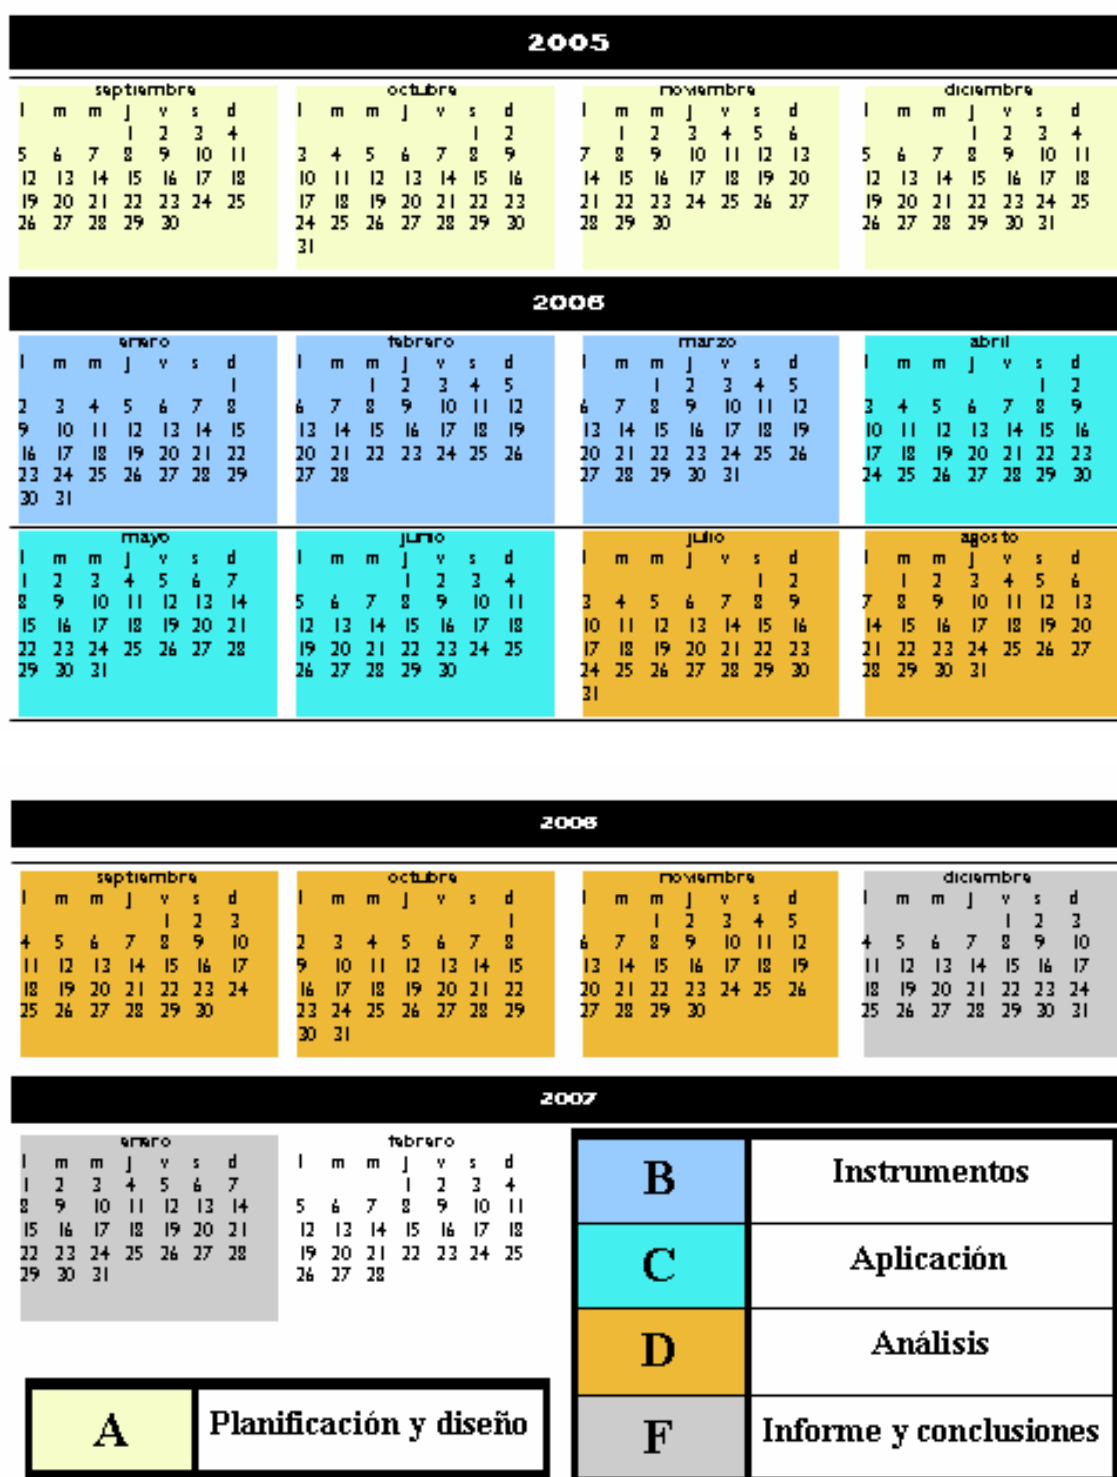 2005
septiembre
l m m j v s d
1 2 3 4
5 6 7 8 9 10 11
12 13 14 15 16 17 18
19 20 21 22 23 24 25
26 27 28 29 30
octubre
l m m j v s d
1 2
3 4 5 6 7 8 9
10 11 12 13 14 15 16
17 18 19 20 21 22 23
24 25 26 27 28 29 30
31
noviembre
l m m j v s d
1 2 3 4 5 6
7 8 9 10 11 12 13
14 15 16 17 18 19 20
21 22 23 24 25 26 27
28 29 30
diciembre
l m m j v s d
1 2 3 4
5 6 7 8 9 10 11
12 13 14 15 16 17 18
19 20 21 22 23 24 25
26 27 28 29 30 31
2006
enero
l m m j v s d
1
2 3 4 5 6 7 8
9 10 11 12 13 14 15
16 17 18 19 20 21 22
23 24 25 26 27 28 29
30 31
febrero
l m m j v s d
1 2 3 4 5
6 7 8 9 10 11 12
13 14 15 16 17 18 19
20 21 22 23 24 25 26
27 28
marzo
l m m j v s d
1 2 3 4 5
6 7 8 9 10 11 12
13 14 15 16 17 18 19
20 21 22 23 24 25 26
27 28 29 30 31
abril
l m m j v s d
1 2
3 4 5 6 7 8 9
10 11 12 13 14 15 16
17 18 19 20 21 22 23
24 25 26 27 28 29 30
mayo
l m m j v s d
1 2 3 4 5 6 7
8 9 10 11 12 13 14
15 16 17 18 19 20 21
22 23 24 25 26 27 28
29 30 31
junio
l m m j v s d
1 2 3 4
5 6 7 8 9 10 11
12 13 14 15 16 17 18
19 20 21 22 23 24 25
26 27 28 29 30
julio
l m m j v s d
1 2
3 4 5 6 7 8 9
10 11 12 13 14 15 16
17 18 19 20 21 22 23
24 25 26 27 28 29 30
31
agosto
l m m j v s d
1 2 3 4 5 6
7 8 9 10 11 12 13
14 15 16 17 18 19 20
21 22 23 24 25 26 27
28 29 30 31
2006
septiembre
l m m j v s d
1 2 3
4 5 6 7 8 9 10
11 12 13 14 15 16 17
18 19 20 21 22 23 24
25 26 27 28 29 30
octubre
l m m j v s d
1
2 3 4 5 6 7 8
9 10 11 12 13 14 15
16 17 18 19 20 21 22
23 24 25 26 27 28 29
30 31
noviembre
l m m j v s d
1 2 3 4 5
6 7 8 9 10 11 12
13 14 15 16 17 18 19
20 21 22 23 24 25 26
27 28 29 30
diciembre
l m m j v s d
1 2 3
4 5 6 7 8 9 10
11 12 13 14 15 16 17
18 19 20 21 22 23 24
25 26 27 28 29 30 31
2007
enero
l m m j v s d
1 2 3 4 5 6 7
8 9 10 11 12 13 14
15 16 17 18 19 20 21
22 23 24 25 26 27 28
29 30 31
febrero
l m m j v s d
1 2 3 4
5 6 7 8 9 10 11
12 13 14 15 16 17 18
19 20 21 22 23 24 25
26 27 28
A Planificación y diseño
B Instrumentos
C Aplicación
D Análisis
F Informe y conclusiones